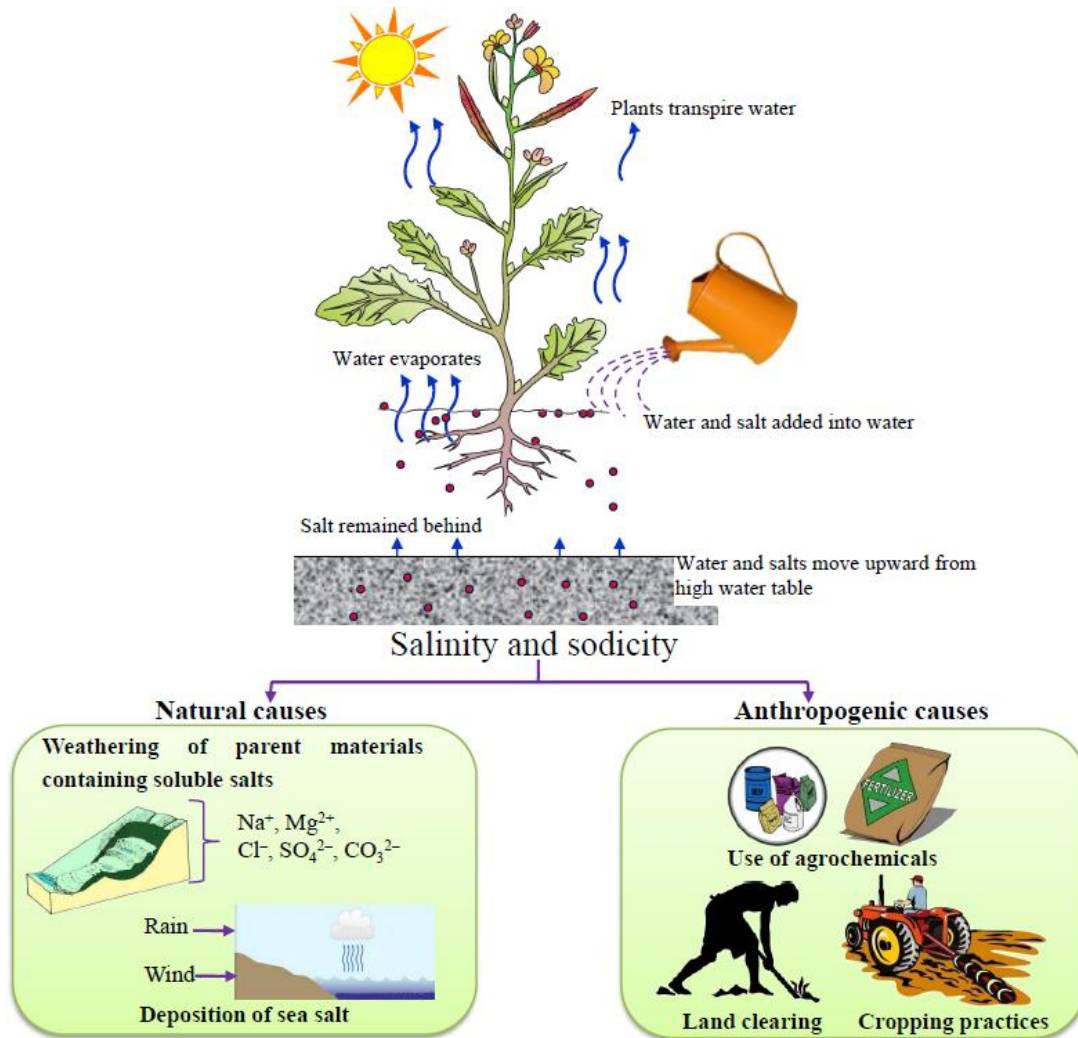 Plants transpire water
Water evaporates
Water and salt added into water
Salt remained behind
Water and salts move upward from
high water table
Salinity and sodicity
Natural causes
Weathering of parent materials
containing soluble salts
Na⁺, Mg²⁺,
Cl⁻, SO₄²⁻, CO₃²⁻
Rain
Wind
Deposition of sea salt
Anthropogenic causes
FERTILIZER
Use of agrochemicals
Land clearing
Cropping practices